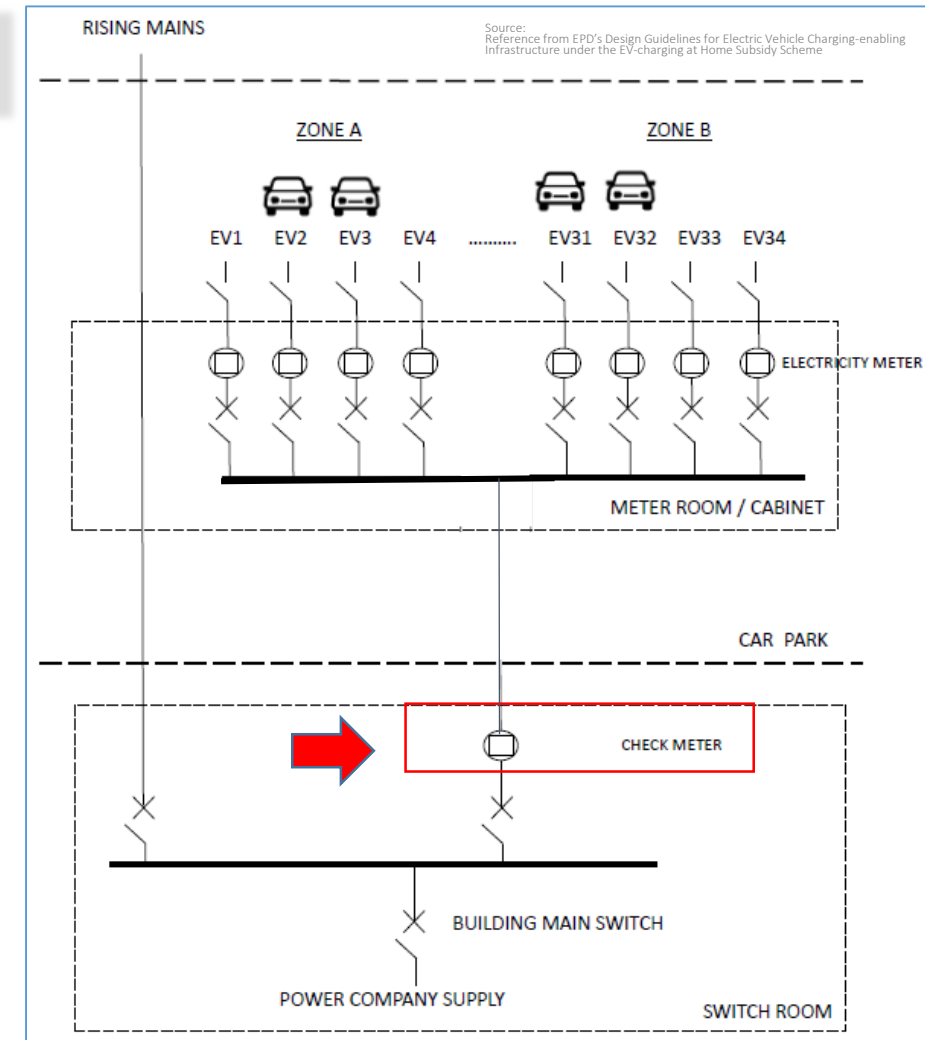 RISING MAINS
Source:
Reference from EPD's Design Guidelines for Electric Vehicle Charging-enabling
Infrastructure under the EV-charging at Home Subsidy Scheme
ZONE A
ZONE B
EV1 EV2 EV3 EV4 .......... EV31 EV32 EV33 EV34
ELECTRICITY METER
METER ROOM / CABINET
CAR PARK
CHECK METER
BUILDING MAIN SWITCH
POWER COMPANY SUPPLY
SWITCH ROOM